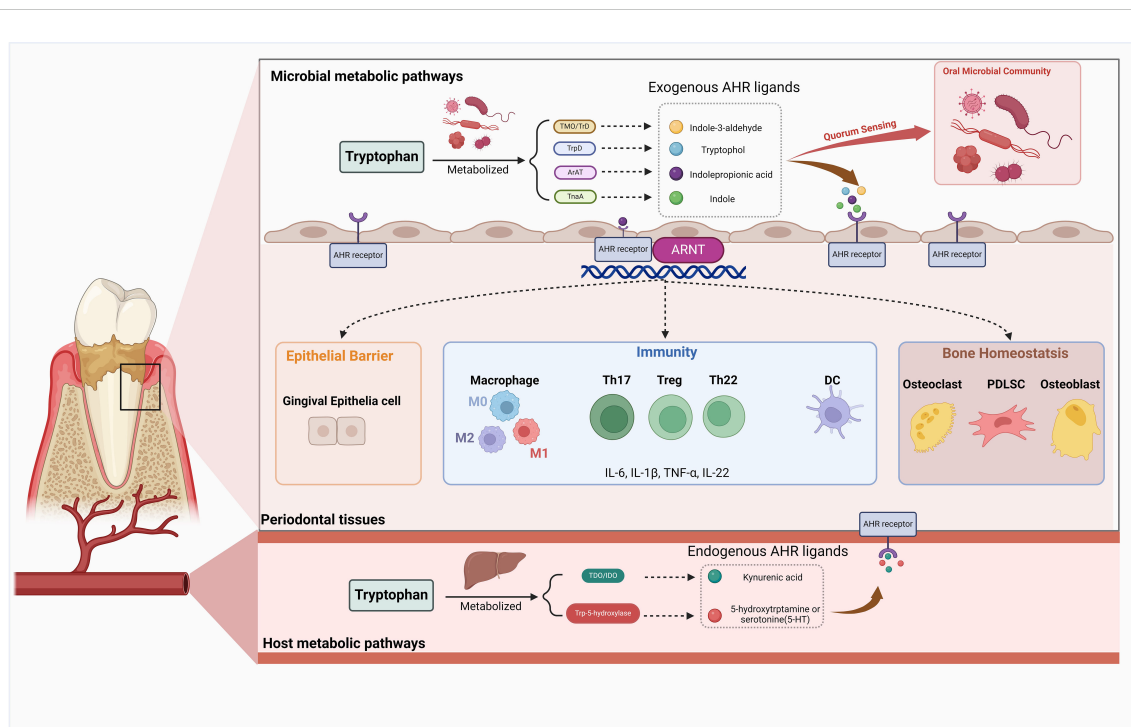 Microbial metabolic pathways
Oral Microbial Community
Exogenous AHR ligands
Quorum Sensing
Tryptophan
Metabolized
TMO/TrD
TrpD
ArAT
TnaA
Indole-3-aldehyde
Tryptophol
Indolepropionic acid
Indole
AHR receptor
AHR receptor
ARNT
AHR receptor
AHR receptor
Epithelial Barrier
Gingival Epithelia cell
Immunity
Macrophage
M0
M2
M1
Th17
Treg
Th22
DC
IL-6, IL-1β, TNF-α, IL-22
Bone Homeostatsis
Osteoclast
PDLSC
Osteoblast
Periodontal tissues
AHR receptor
Endogenous AHR ligands
Tryptophan
Metabolized
TDO/IDO
Trp-5-hydroxylase
Kynurenic acid
5-hydroxytrptamine or
serotonine(5-HT)
Host metabolic pathways